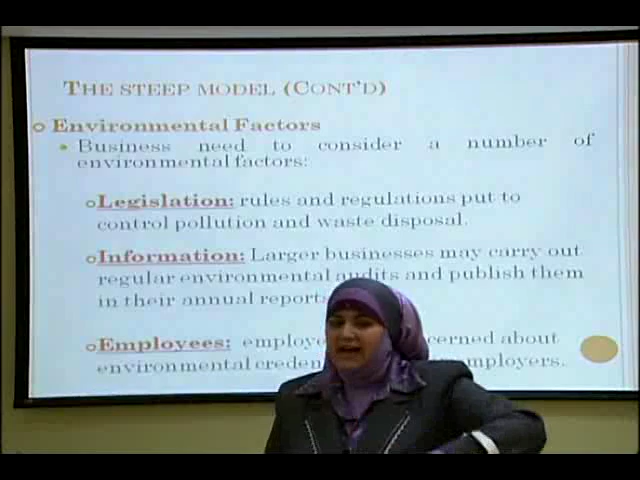 THE STEEP MODEL (CONT'D)
Environmental Factors
Business need to consider a number of
environmental factors:
Legislation: rules and regulations put to
control pollution and waste disposal.
Information: Larger businesses may carry out
regular environmental audits and publish them
in their annual report
Employees: employe cerned about
environmental creden employers.